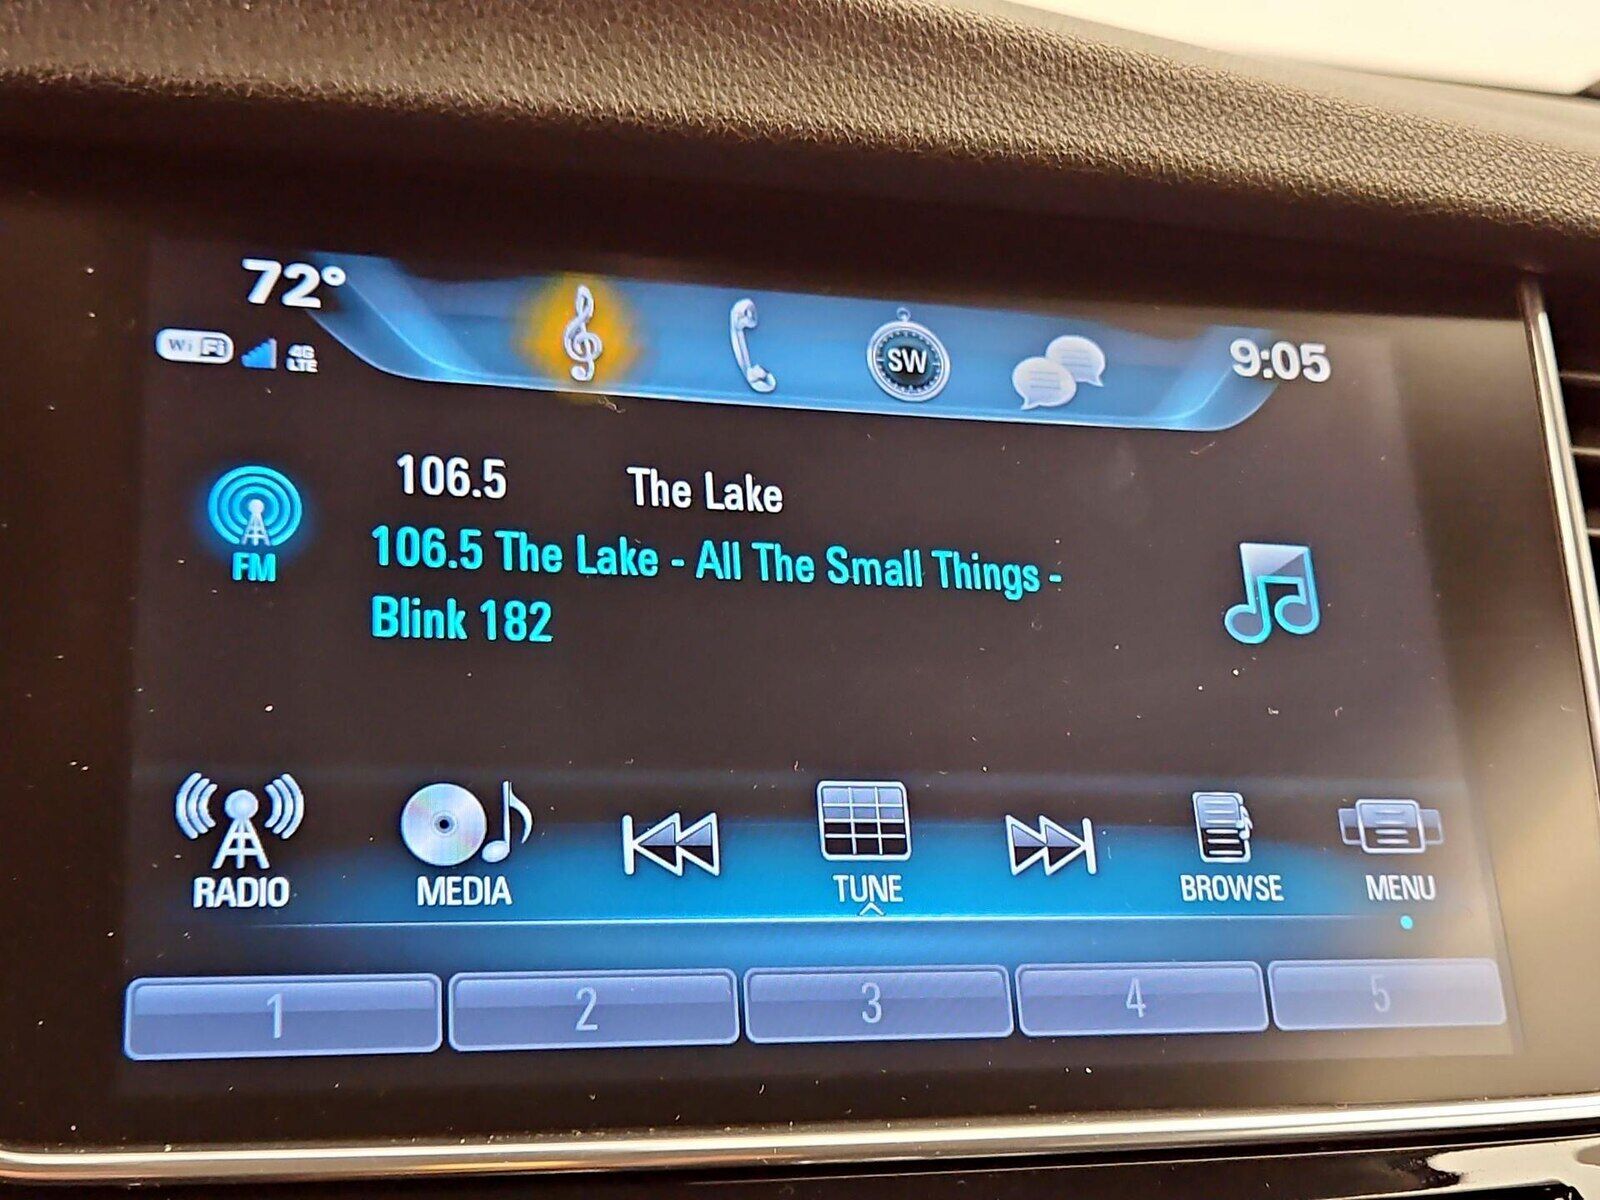 72°
WiFi 4G
LTE
SW
9:05
106.5 The Lake
FM
106.5 The Lake - All The Small Things -
Blink 182
RADIO MEDIA TUNE BROWSE MENU
1 2 3 4 5